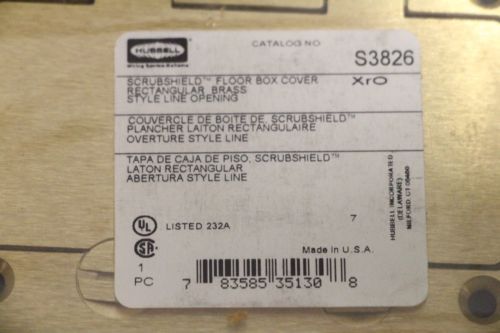 HUBBELL
Wiring Device-Kellems
CATALOG NO
S3826
SCRUBSHIELD™ FLOOR BOX COVER
XrO
RECTANGULAR, BRASS
STYLE LINE OPENING
COUVERCLE DE BOITE DE, SCRUBSHIELD™
PLANCHER LAITON RECTANGULAIRE
OVERTURE STYLE LINE
TAPA DE CAJA DE PISO, SCRUBSHIELD™
LATON RECTANGULAR
ABERTURA STYLE LINE
HUBBELL INCORPORATED
(DELAWARE)
MILFORD, CT 06460
UL
LISTED 232A
7
SA
Made in U.S.A.
1
PC
7 83585 35130 8